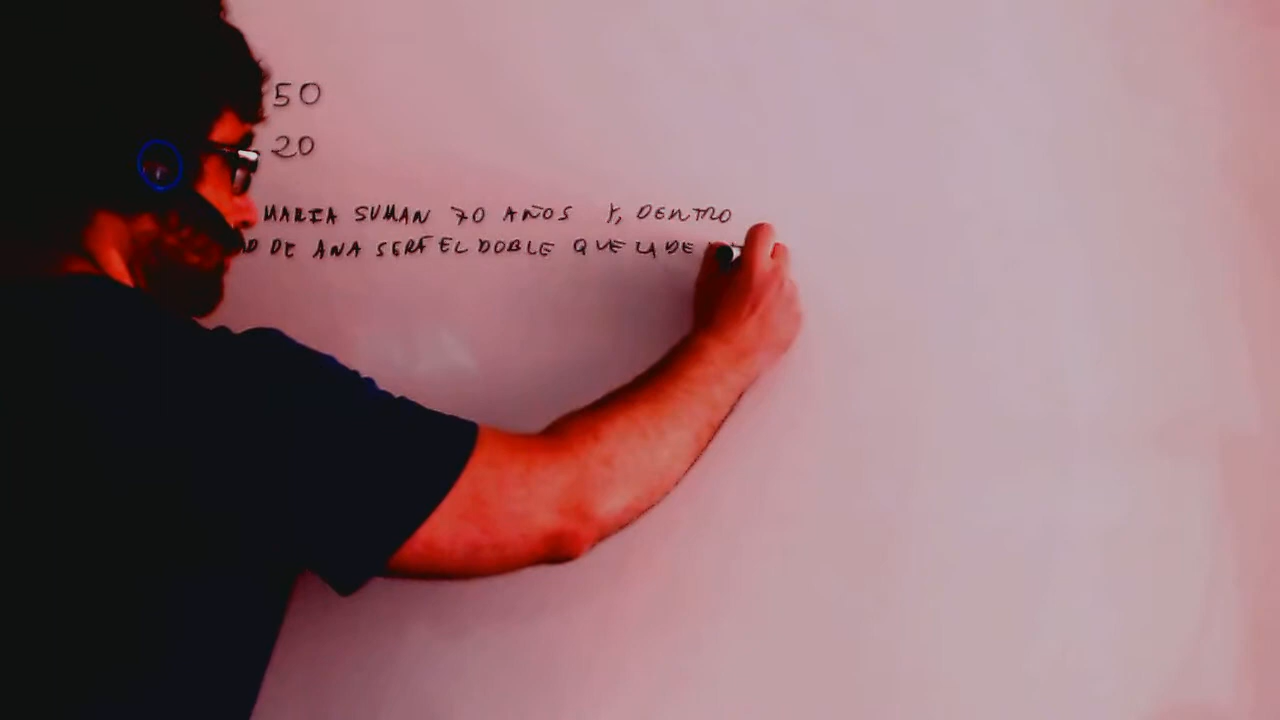 50
20
MARIA SUMAN 70 AÑOS Y, DENTRO
DE ANA SERÁ EL DOBLE QUE LA DE